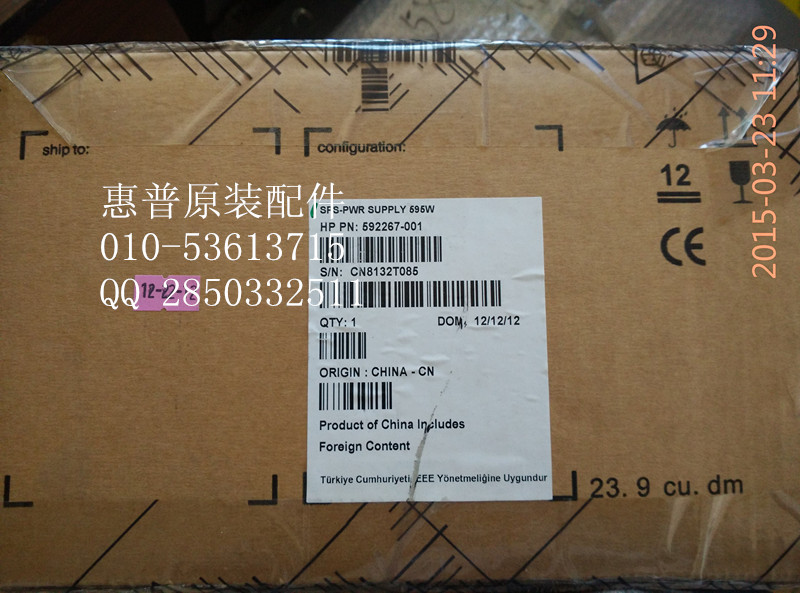 ship to:
configuration:
惠普原装配件
010-53613715
QQ 2850332511
SPS-PWR SUPPLY 595W
HP PN: 592267-001
S/N: CN8132T085
QTY: 1 DOM: 12/12/12
ORIGIN : CHINA - CN
Product of China Includes
Foreign Content
Türkiye Cumhuriyeti, EEE Yönetmeliğine Uygundur
12
CE
23. 9 cu. dm
2015-03-23 11:29